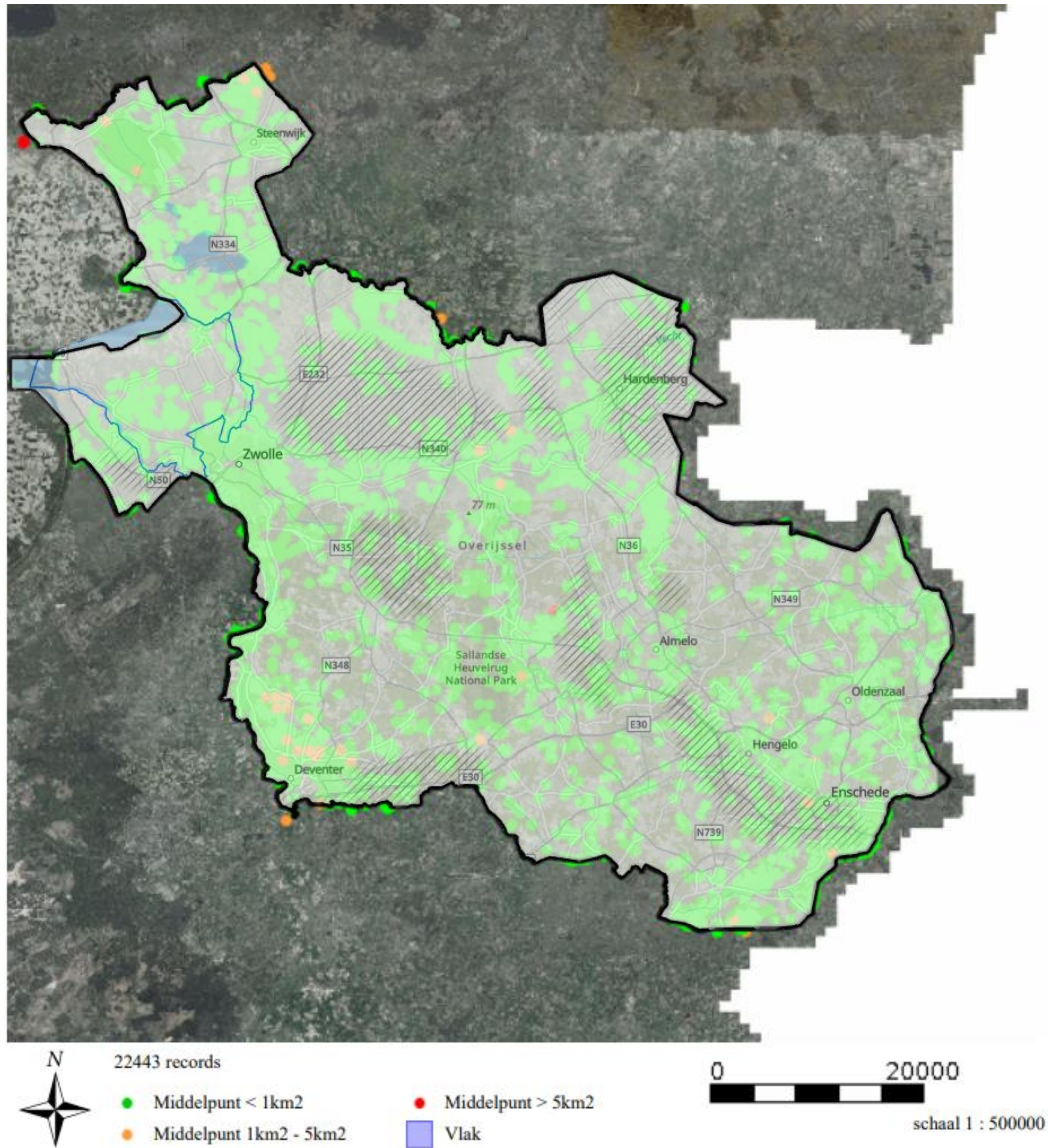 Steenwijk
N334
Vecht
E232
Hardenberg
N340
Zwolle
N50
77 m
N35
Overijssel
N36
N349
Almelo
Sallandse
Heuvelrug
National Park
N348
Oldenzaal
E30
Hengelo
Deventer
E30
Enschede
N739
N
22443 records
0 20000
Middelpunt < 1km2
Middelpunt > 5km2
Middelpunt 1km2 - 5km2
Vlak
schaal 1 : 500000